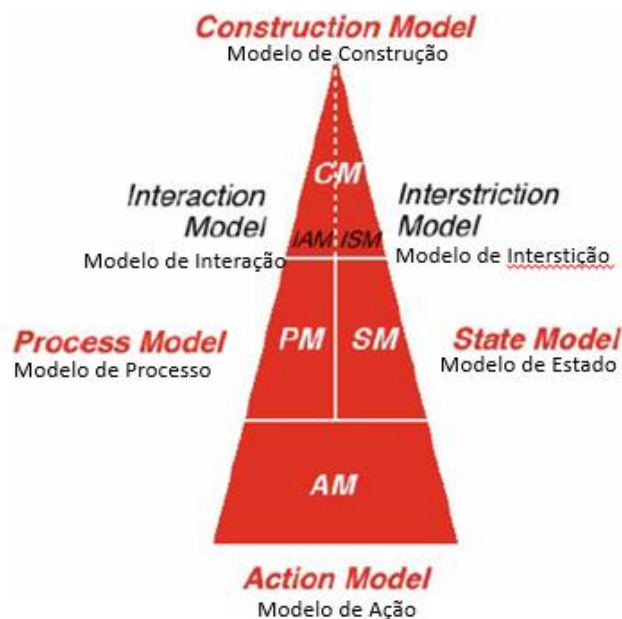 Construction Model
Modelo de Construção
CM
Interaction
Model
Modelo de Interação
Interstriction
Model
Modelo de Interstição
IAM ISM
Process Model
Modelo de Processo
PM SM
State Model
Modelo de Estado
AM
Action Model
Modelo de Ação